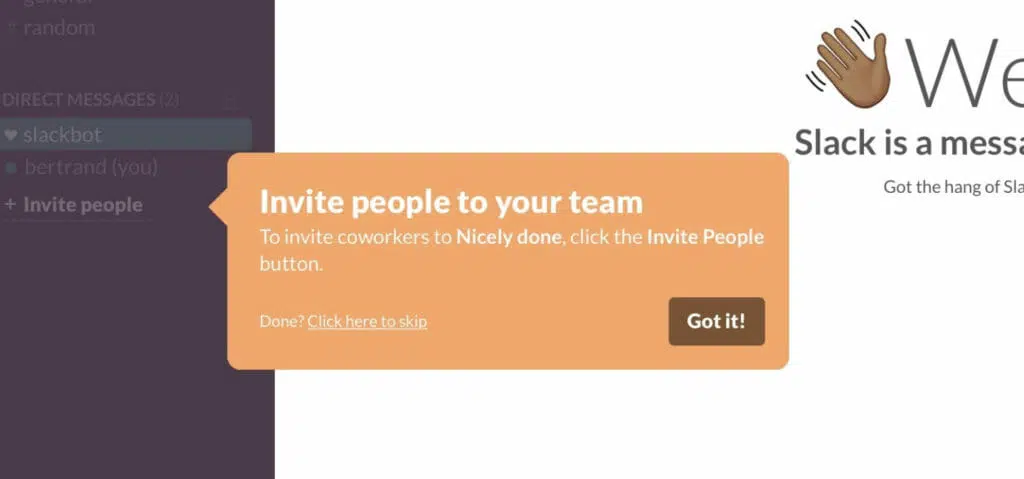 general
# random
DIRECT MESSAGES (2)
slackbot
bertrand (you)
+ Invite people
Invite people to your team
To invite coworkers to Nicely done, click the Invite People
button.
Done? Click here to skip
Got it!
We
Slack is a messa
Got the hang of Sla